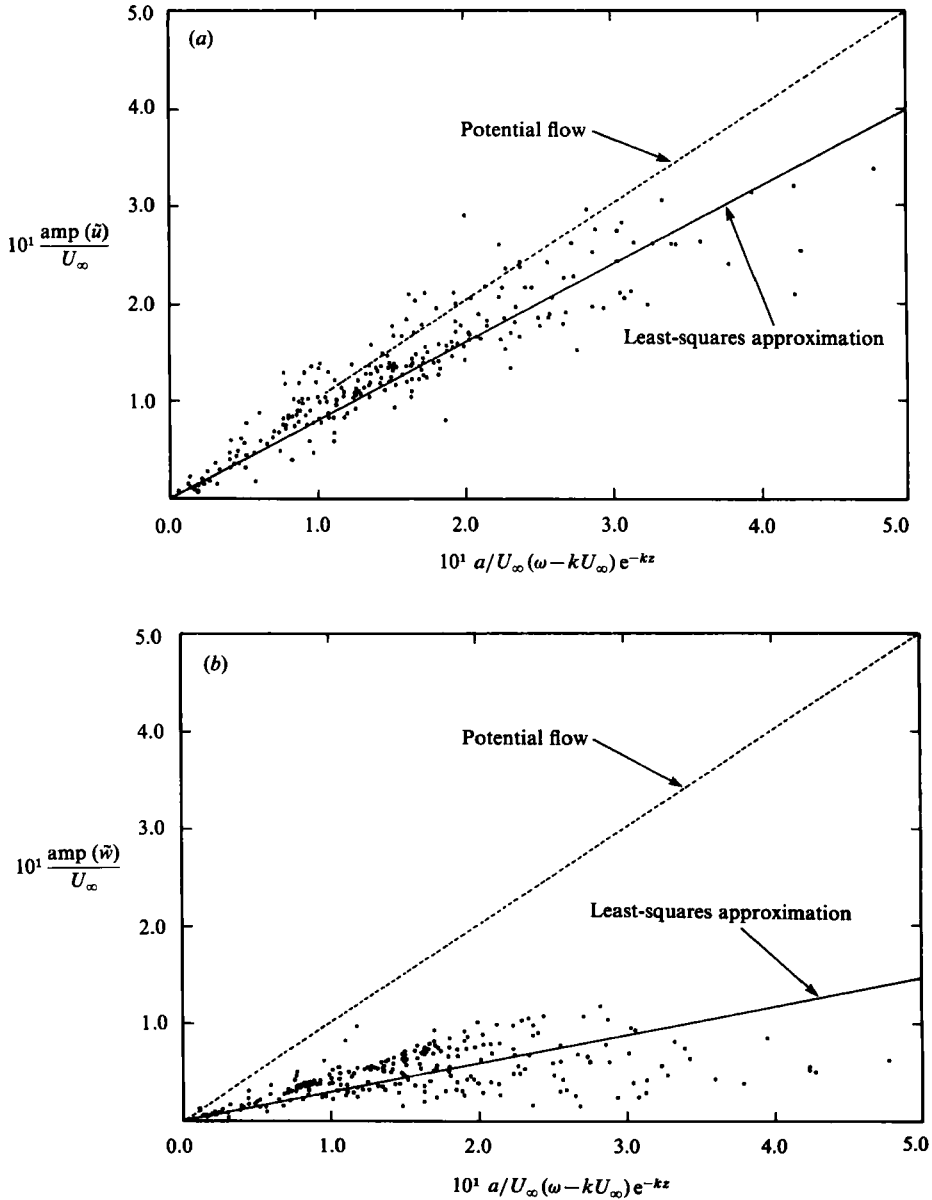 (a)
5.0
4.0
3.0
2.0
1.0
10¹ amp (ũ) / U∞
Potential flow
Least-squares approximation
0.0 1.0 2.0 3.0 4.0 5.0
10¹ a/U∞ (ω−kU∞) e^−kz
(b)
5.0
4.0
3.0
2.0
1.0
10¹ amp (w̃) / U∞
Potential flow
Least-squares approximation
0.0 1.0 2.0 3.0 4.0 5.0
10¹ a/U∞ (ω−kU∞) e^−kz